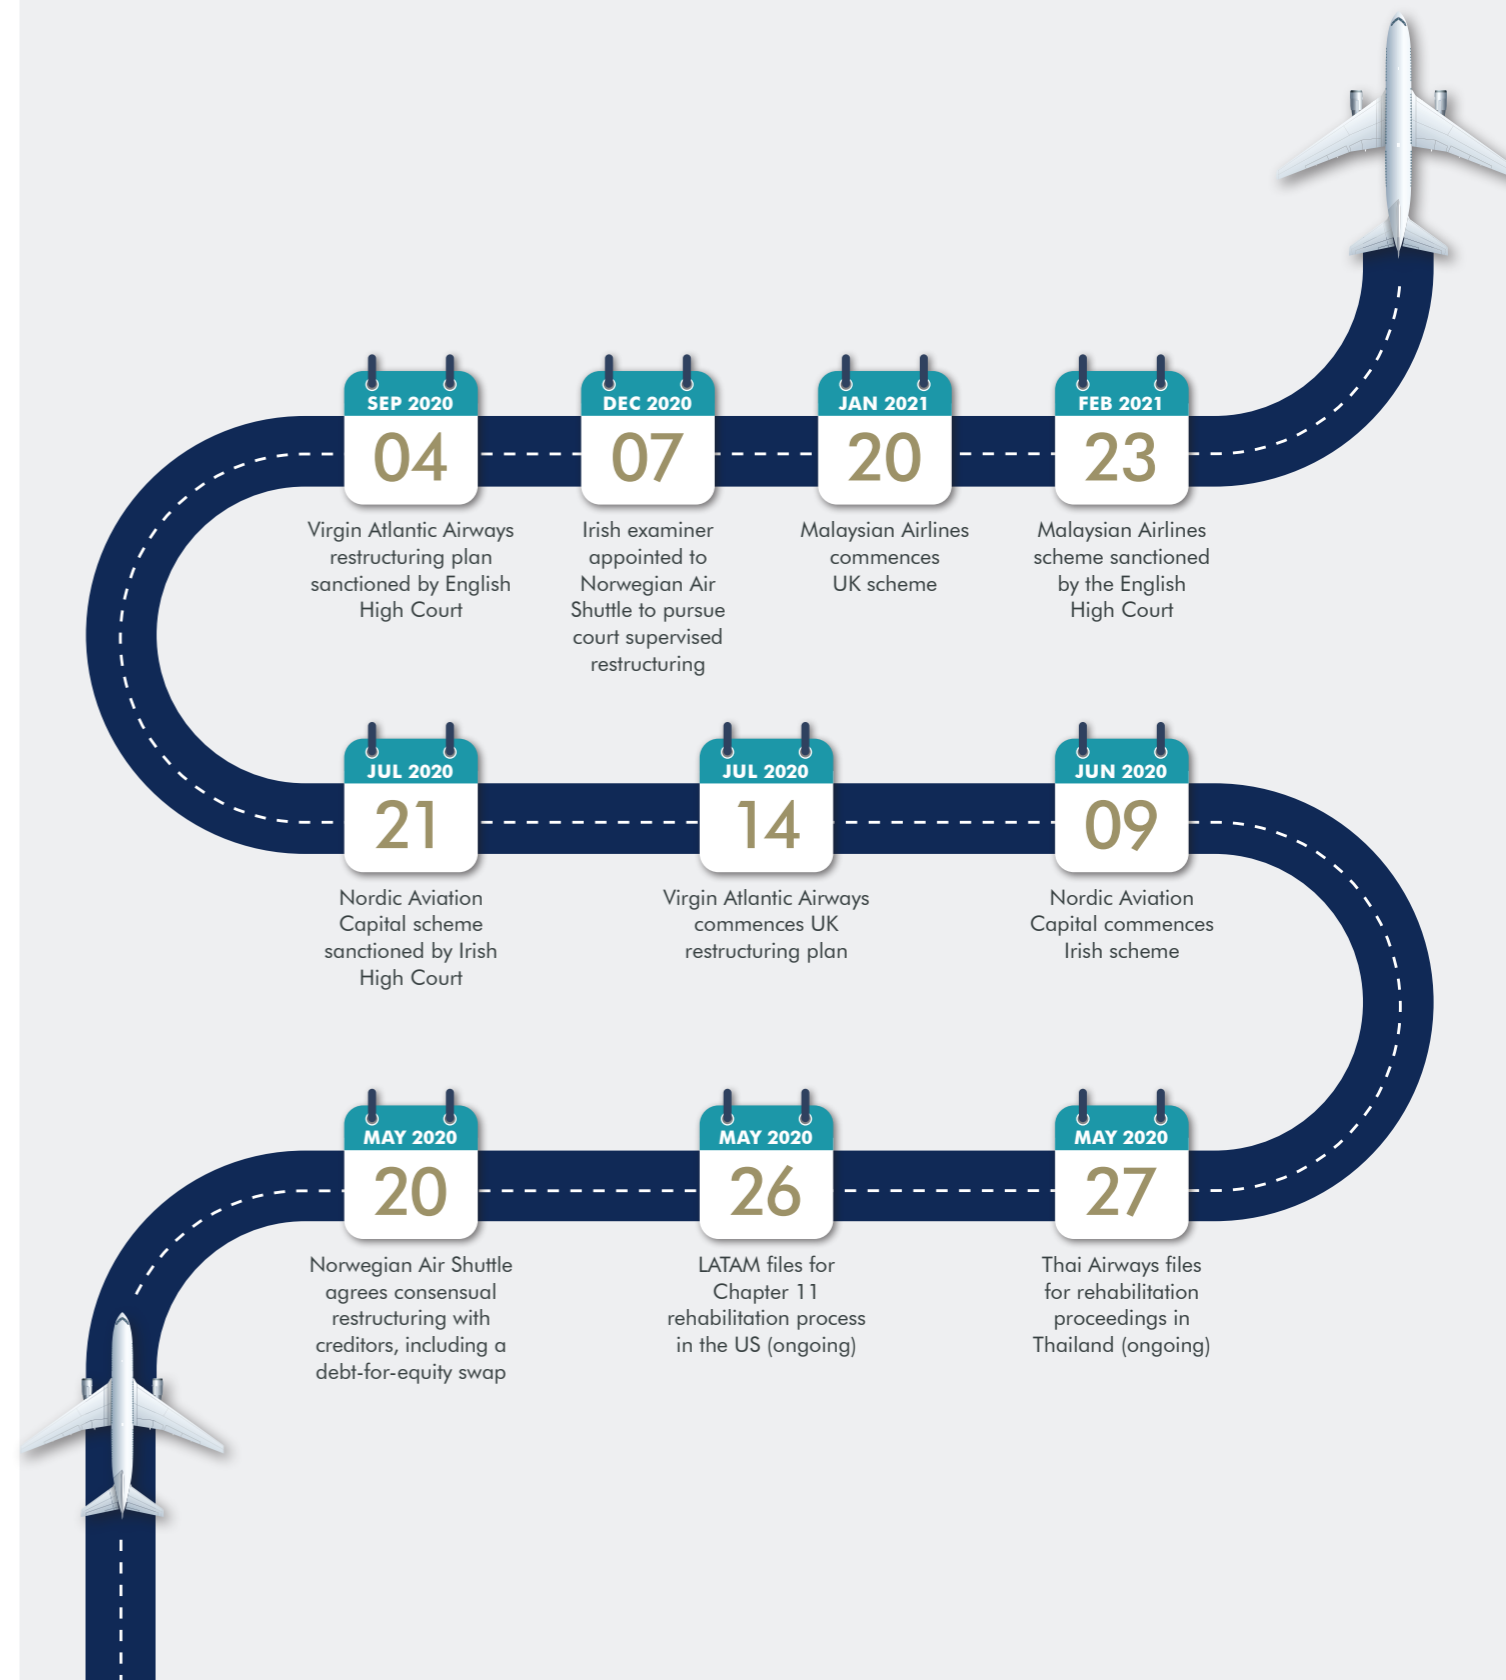 SEP 2020
04
Virgin Atlantic Airways
restructuring plan
sanctioned by English
High Court
DEC 2020
07
Irish examiner
appointed to
Norwegian Air
Shuttle to pursue
court supervised
restructuring
JAN 2021
20
Malaysian Airlines
commences
UK scheme
FEB 2021
23
Malaysian Airlines
scheme sanctioned
by the English
High Court
JUL 2020
21
Nordic Aviation
Capital scheme
sanctioned by Irish
High Court
JUL 2020
14
Virgin Atlantic Airways
commences UK
restructuring plan
JUN 2020
09
Nordic Aviation
Capital commences
Irish scheme
MAY 2020
20
Norwegian Air Shuttle
agrees consensual
restructuring with
creditors, including a
debt-for-equity swap
MAY 2020
26
LATAM files for
Chapter 11
rehabilitation process
in the US (ongoing)
MAY 2020
27
Thai Airways files
for rehabilitation
proceedings in
Thailand (ongoing)